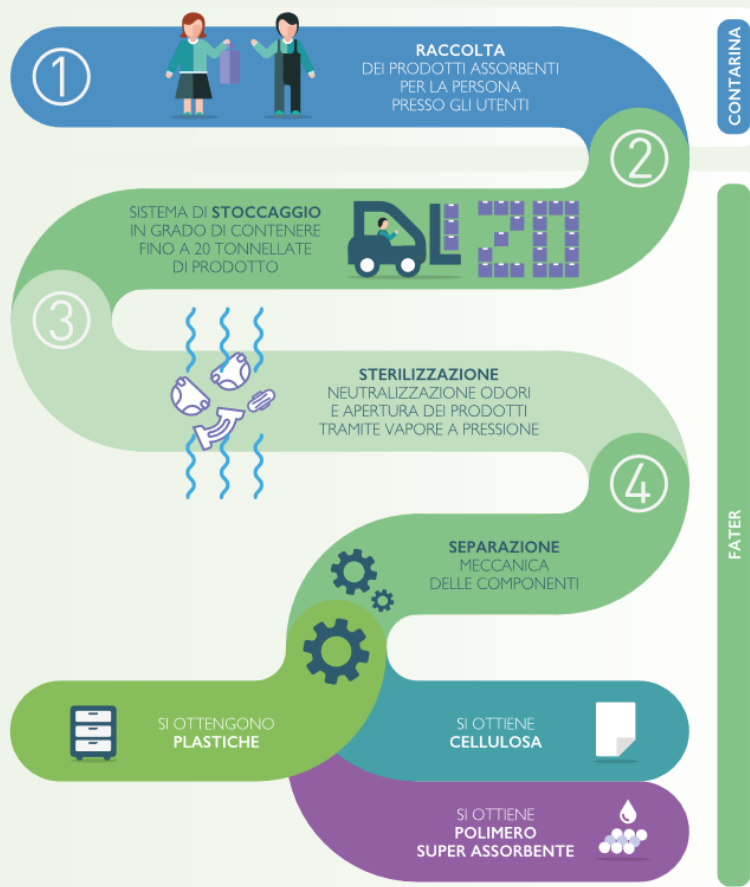 1
RACCOLTA
DEI PRODOTTI ASSORBENTI
PER LA PERSONA
PRESSO GLI UTENTI
CONTARINA
2
SISTEMA DI STOCCAGGIO
IN GRADO DI CONTENERE
FINO A 20 TONNELLATE
DI PRODOTTO
20
3
STERILIZZAZIONE
NEUTRALIZZAZIONE ODORI
E APERTURA DEI PRODOTTI
TRAMITE VAPORE A PRESSIONE
4
SEPARAZIONE
MECCANICA
DELLE COMPONENTI
FATER
SI OTTENGONO
PLASTICHE
SI OTTIENE
CELLULOSA
SI OTTIENE
POLIMERO
SUPER ASSORBENTE